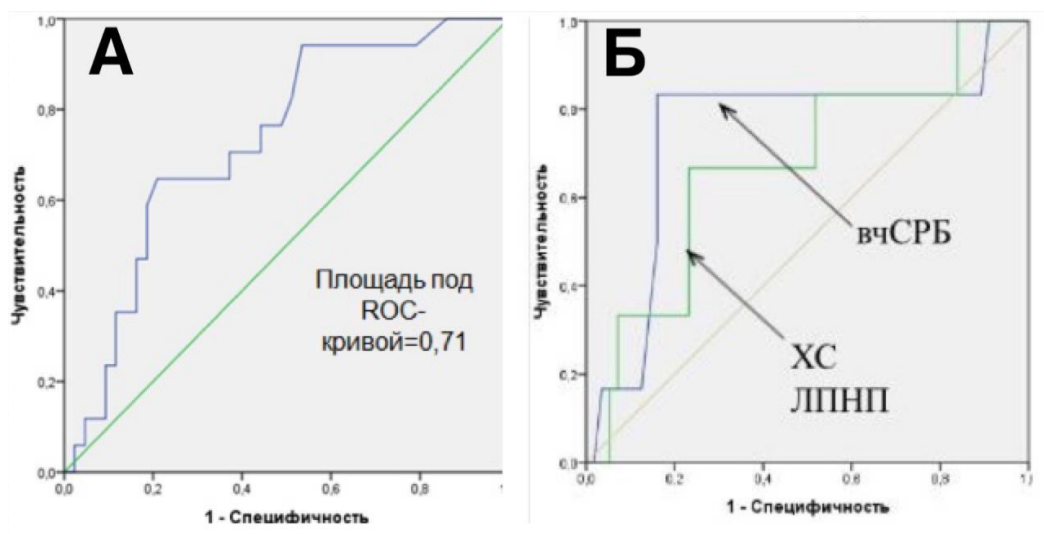 А
1,0
0,8
0,6
0,4
0,2
0,0
Чувствительность
Площадь под
ROC-
кривой=0,71
0,0 0,2 0,4 0,6 0,8 1
1 - Специфичность
Б
1,0
0,8
0,6
0,4
0,2
0,0
Чувствительность
вчСРБ
ХС
ЛПНП
0,0 0,2 0,4 0,6 0,8 1,0
1 - Специфичность